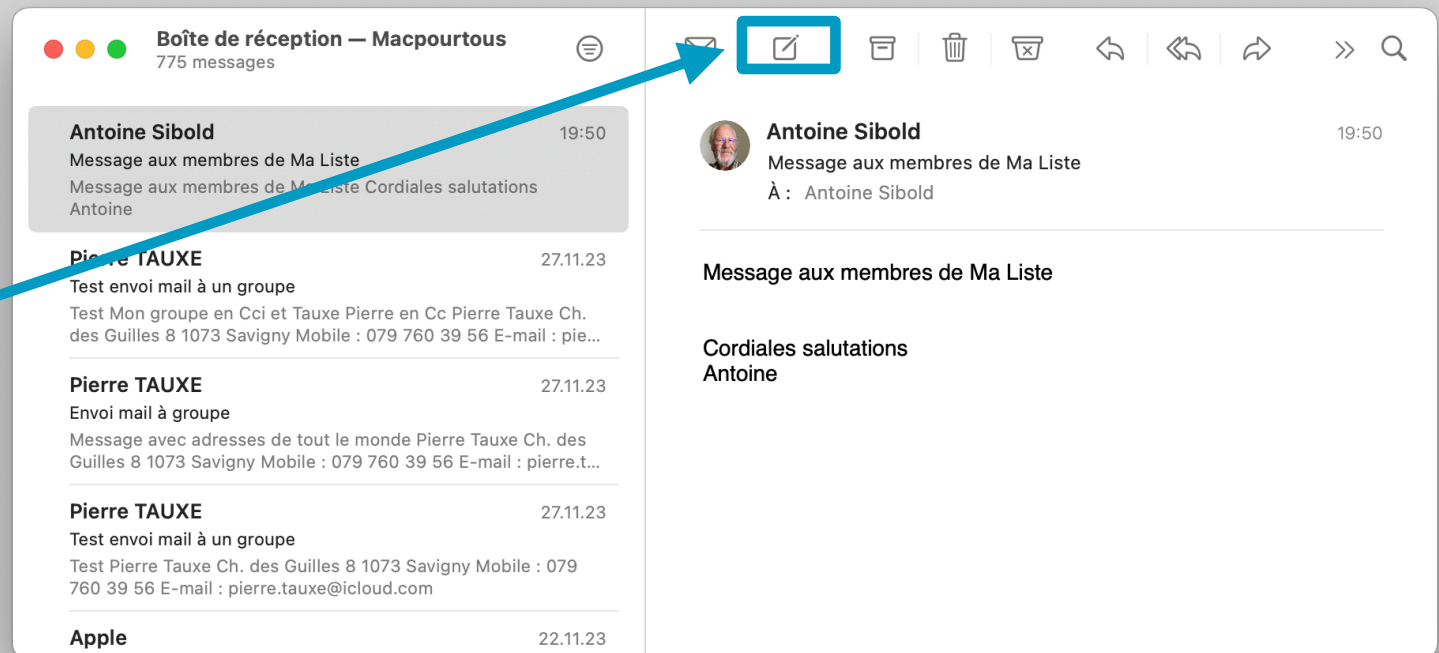 Boîte de réception — Macpourtous
775 messages
Antoine Sibold 19:50
Message aux membres de Ma Liste
Message aux membres de Ma Liste Cordiales salutations
Antoine
Pierre TAUXE 27.11.23
Test envoi mail à un groupe
Test Mon groupe en Cci et Tauxe Pierre en Cc Pierre Tauxe Ch.
des Guilles 8 1073 Savigny Mobile : 079 760 39 56 E-mail : pie...
Pierre TAUXE 27.11.23
Envoi mail à groupe
Message avec adresses de tout le monde Pierre Tauxe Ch. des
Guilles 8 1073 Savigny Mobile : 079 760 39 56 E-mail : pierre.t...
Pierre TAUXE 27.11.23
Test envoi mail à un groupe
Test Pierre Tauxe Ch. des Guilles 8 1073 Savigny Mobile : 079
760 39 56 E-mail : pierre.tauxe@icloud.com
Apple 22.11.23
Antoine Sibold 19:50
Message aux membres de Ma Liste
À : Antoine Sibold
Message aux membres de Ma Liste
Cordiales salutations
Antoine